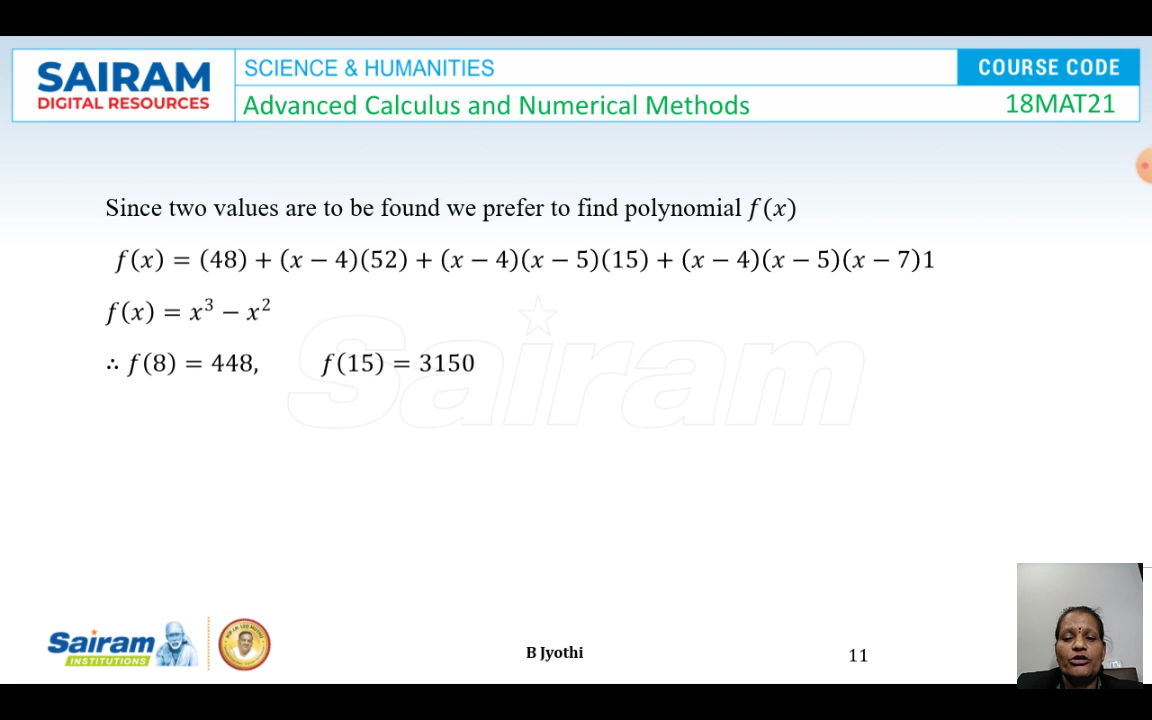 SAIRAM
DIGITAL RESOURCES
SCIENCE & HUMANITIES
COURSE CODE
Advanced Calculus and Numerical Methods
18MAT21
Since two values are to be found we prefer to find polynomial f(x)
f(x) = (48) + (x − 4)(52) + (x − 4)(x − 5)(15) + (x − 4)(x − 5)(x − 7)1
f(x) = x³ − x²
∴ f(8) = 448, f(15) = 3150
Sairam
Sairam
INSTITUTIONS
B Jyothi
11